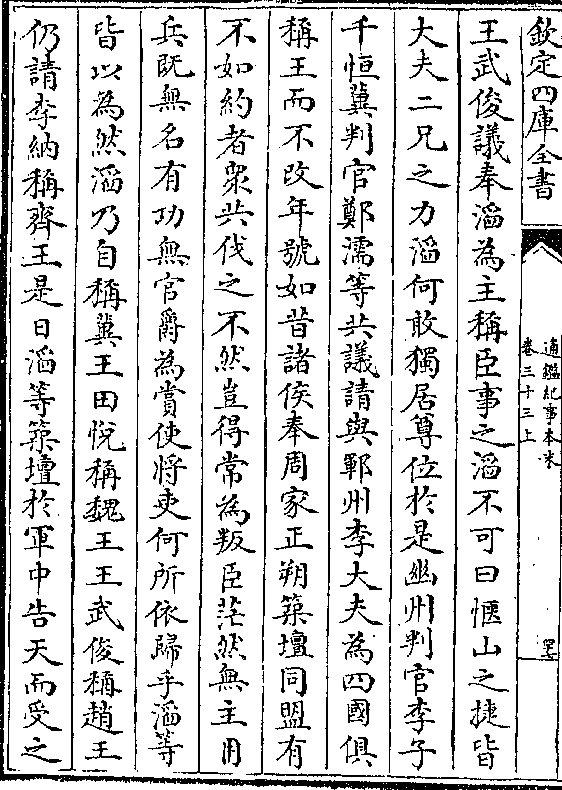 欽定四庫全書
通鑑紀事本末
卷三十三上
罜
王武俊議奉滔為主稱臣事之滔不可曰愜山之捷皆
大夫二兄之力滔何敢獨居尊位於是幽州判官李子
千恒冀判官鄭濡等共議請與鄆州李大夫為四國俱
稱王而不改年號如昔諸侯奉周家正朔築壇同盟有
不如約者衆共伐之不然豈得常為叛臣茫然無主用
兵既無名有功無官爵為賞使將吏何所依歸乎滔等
皆以為然滔乃自稱冀王田悅稱魏王王武俊稱趙王
仍請李納稱齊王是日滔等築壇於軍中告天而受之